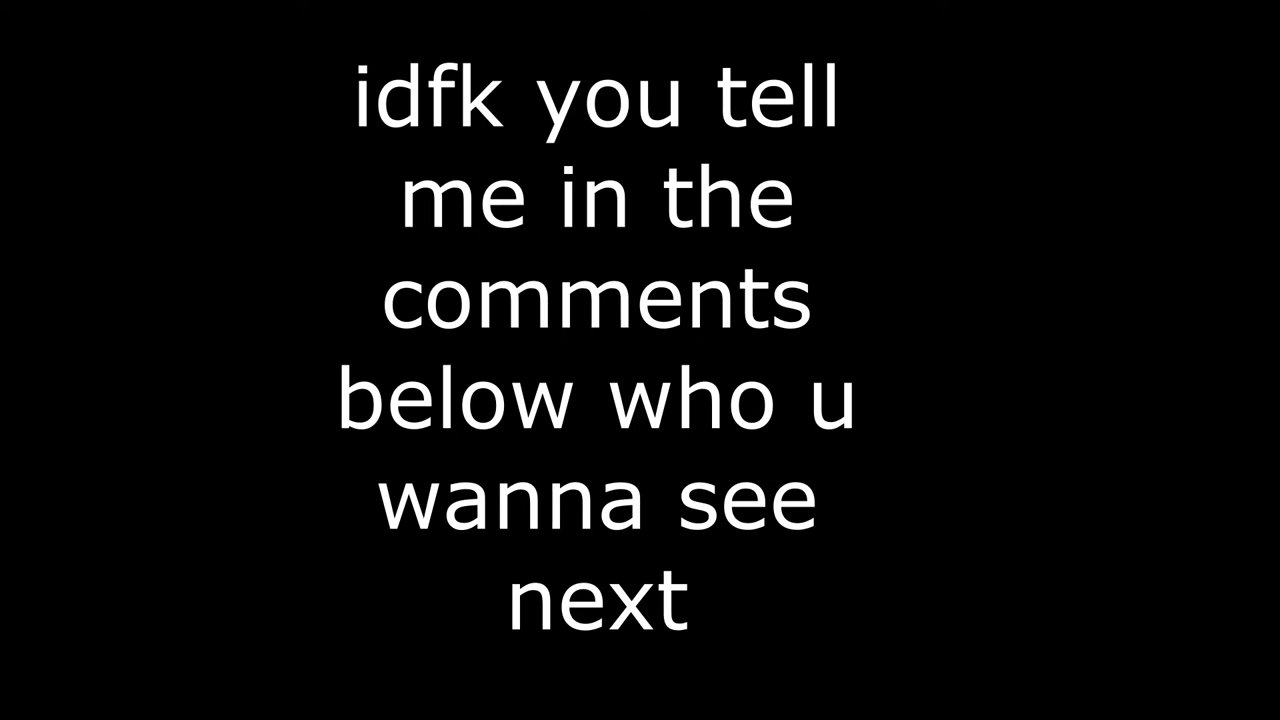 idfk you tell
me in the
comments
below who u
wanna see
next